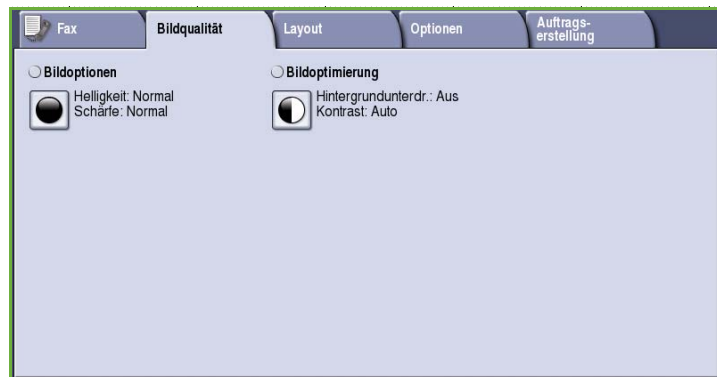 Fax
Bildqualität
Layout
Optionen
Auftrags-
erstellung
Bildoptionen
Helligkeit: Normal
Schärfe: Normal
Bildoptimierung
Hintergrundunterdr.: Aus
Kontrast: Auto